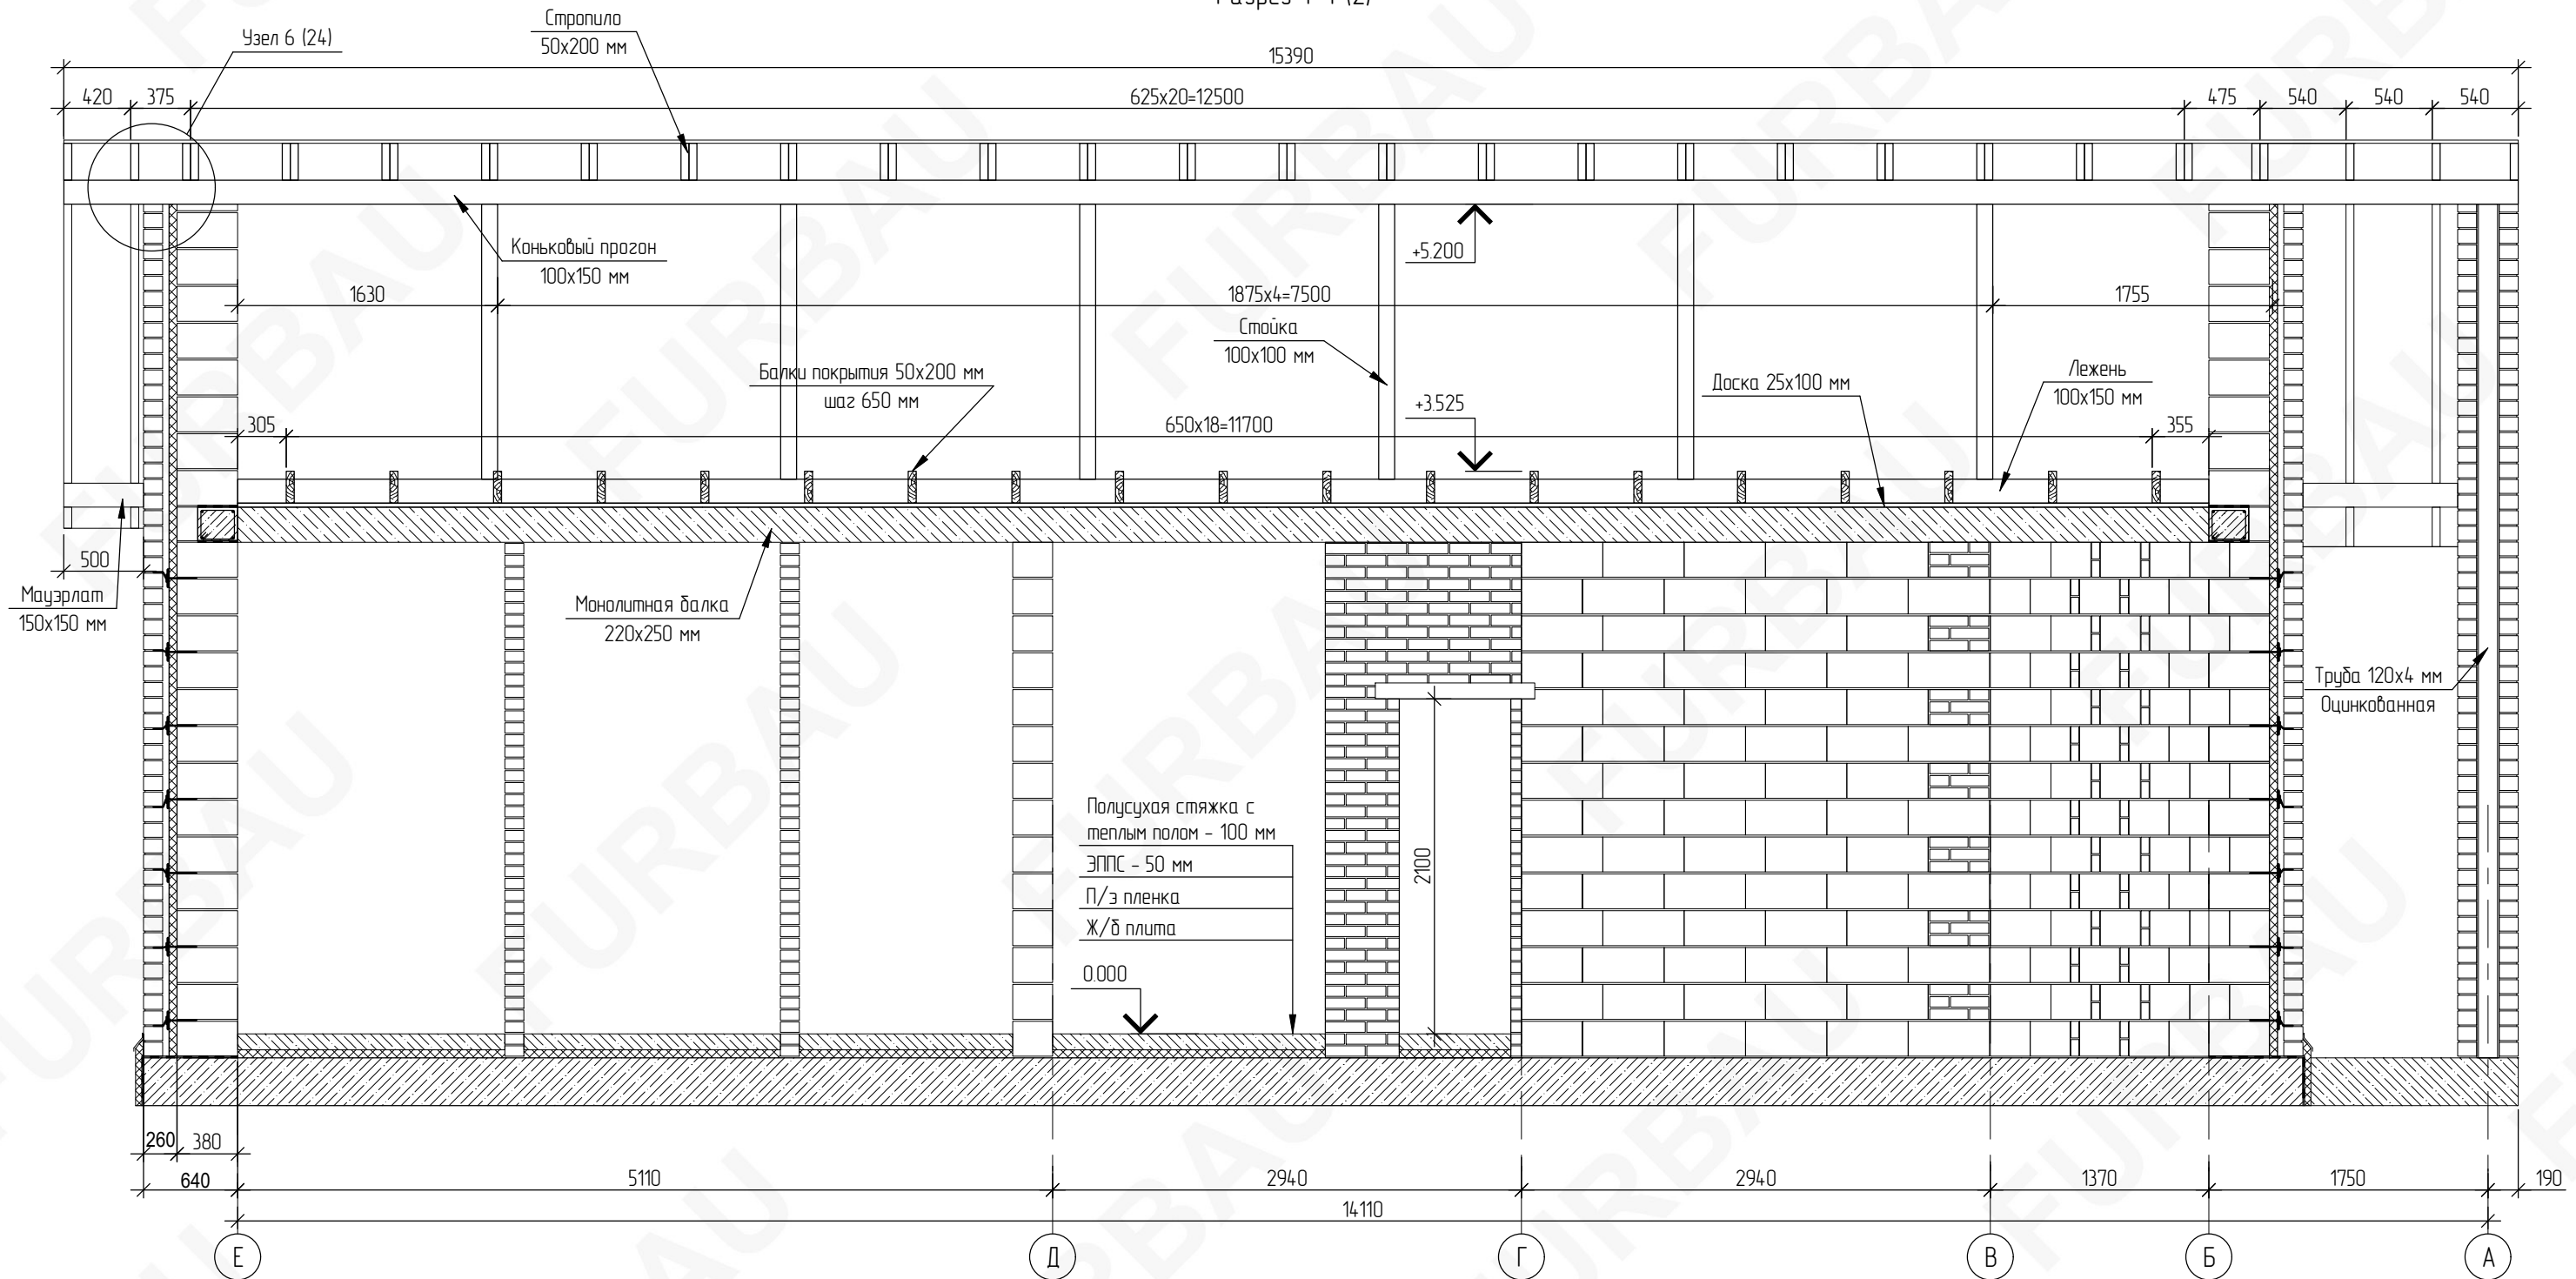 Разрез 1-1 (2)
Стропило
50х200 мм
Узел 6 (24)
15390
420
375
625х20=12500
475
540
540
540
Коньковый прогон
100х150 мм
+5.200
1630
1875х4=7500
1755
Стойка
100х100 мм
Балки покрытия 50х200 мм
шаг 650 мм
Доска 25х100 мм
Лежень
100х150 мм
+3.525
305
650х18=11700
355
500
Мауэрлат
150х150 мм
Монолитная балка
220х250 мм
Труба 120х4 мм
Оцинкованная
Полусухая стяжка с
теплым полом - 100 мм
ЭППС - 50 мм
П/э пленка
Ж/б плита
2100
0.000
260
380
640
5110
2940
2940
1370
1750
190
14110
Е
Д
Г
В
Б
А
FURBAU